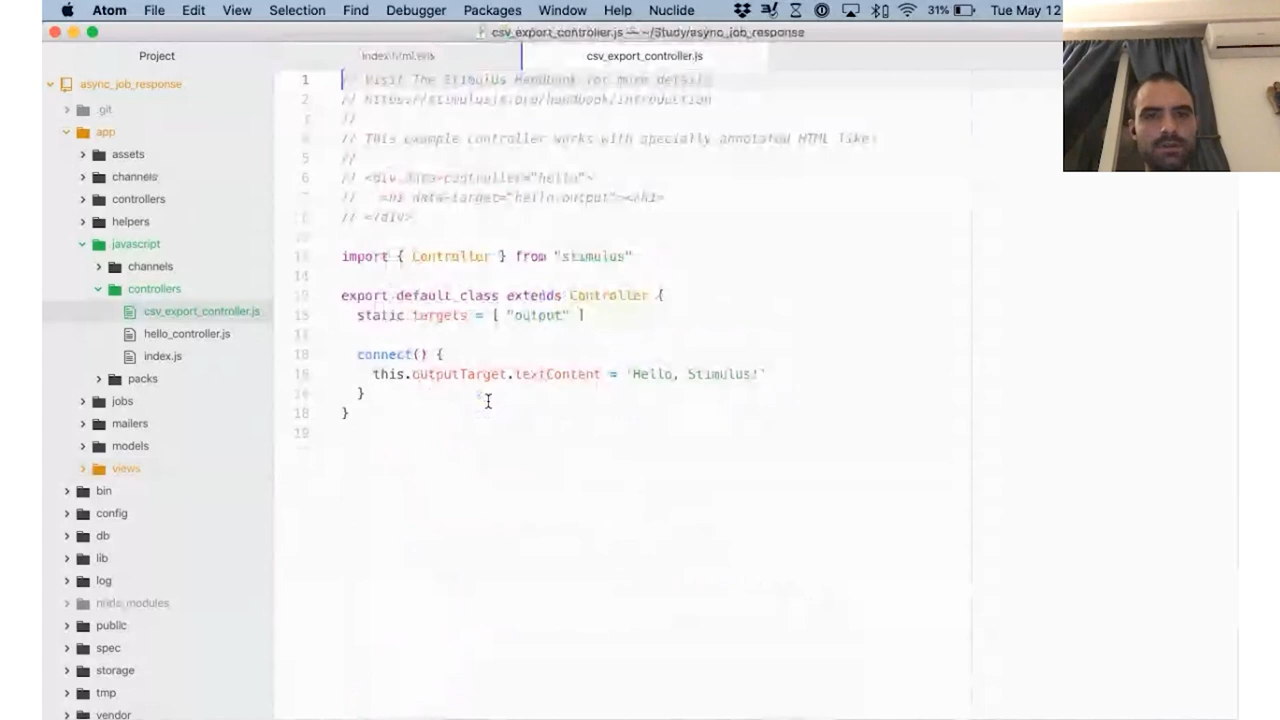 Atom File Edit View Selection Find Debugger Packages Window Help Nuclide 31% Tue May 12
csv_export_controller.js — ~/Study/async_job_response
Project
index.html.erb
csv_export_controller.js
async_job_response
.git
app
assets
channels
controllers
helpers
javascript
channels
controllers
csv_export_controller.js
hello_controller.js
index.js
packs
jobs
mailers
models
views
bin
config
db
lib
log
node_modules
public
spec
storage
tmp
vendor
1 // Visit The Stimulus Handbook for more details
2 // https://stimulusjs.org/handbook/introduction
//
// This example controller works with specially annotated HTML like:
5 //
6 // <div data-controller="hello">
// <h1 data-target="hello.output"></h1>
// </div>
import { Controller } from "stimulus"
14
export default class extends Controller {
static targets = [ "output" ]
connect() {
this.outputTarget.textContent = 'Hello, Stimulus!'
}
18 }
19